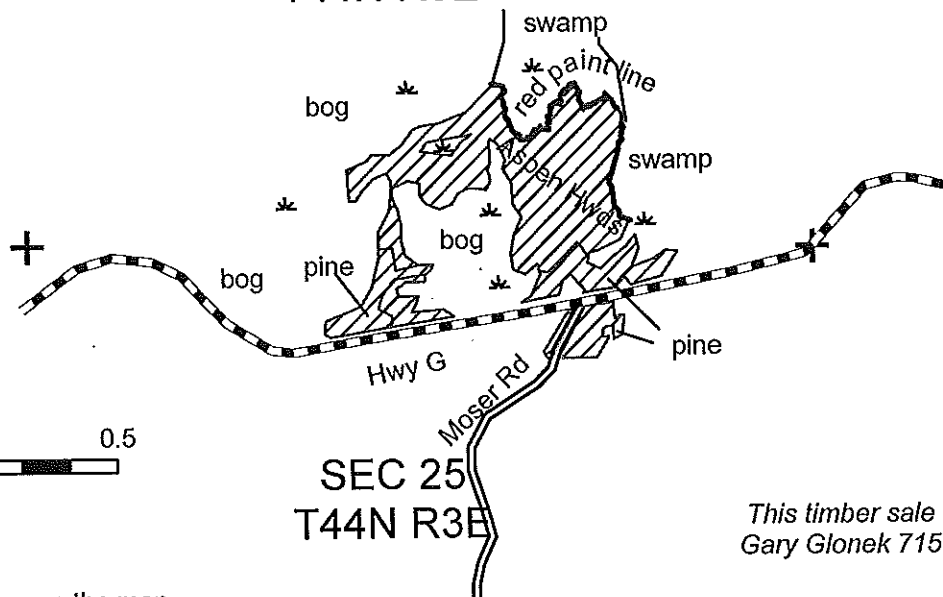 swamp
red paint line
bog
Aspen Hwds
swamp
bog
bog
pine
pine
Hwy G
Moser Rd
0.5
SEC 25
T44N R3E
This timber sale
Gary Glonek 715